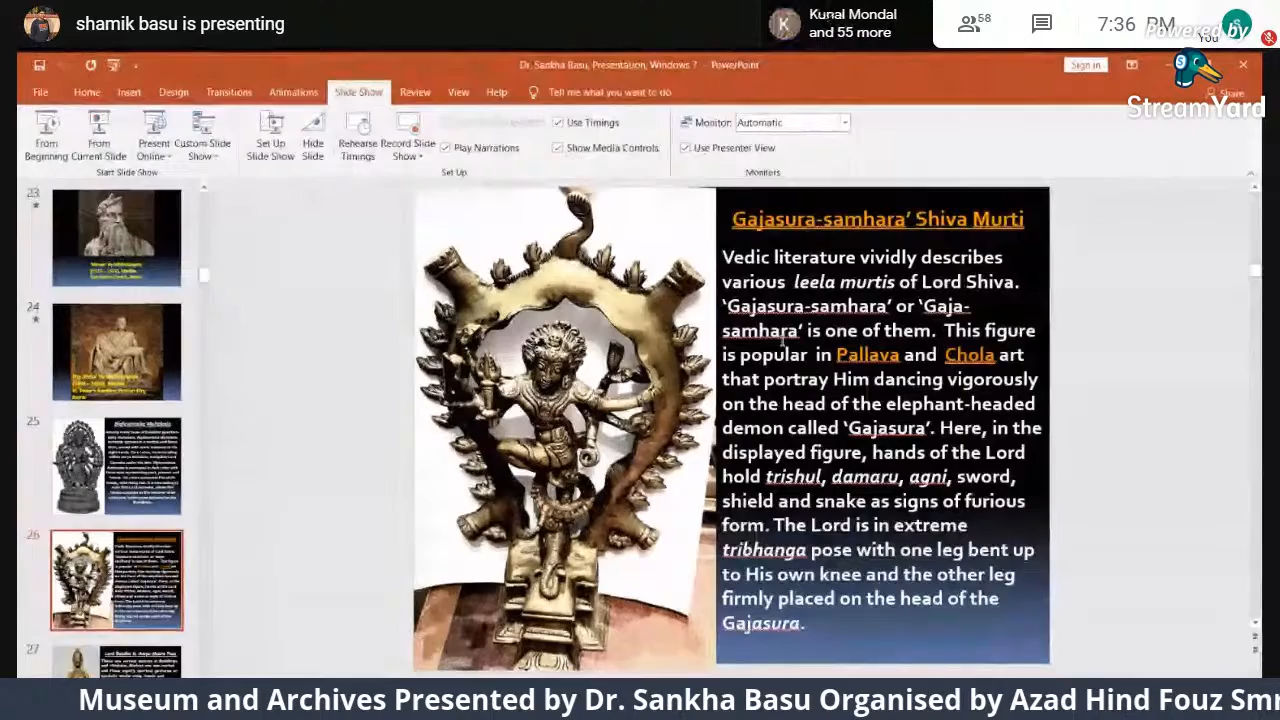 shamik basu is presenting
K
Kunal Mondal
and 55 more
58
7:36 PM
Powered by
You
S
StreamYard
Dr. Sankha Basu, Presentation, Windows 7 - PowerPoint
Sign in
File Home Insert Design Transitions Animations Slide Show Review View Help Tell me what you want to do Share
From Beginning
From Current Slide
Present Online
Custom Slide Show
Set Up Slide Show
Hide Slide
Rehearse Timings
Record Slide Show
Play Narrations
Use Timings
Show Media Controls
Monitor: Automatic
Use Presenter View
Start Slide Show
Set Up
Monitors
23
24
25
26
27
Gajasura-samhara' Shiva Murti
Vedic literature vividly describes
various leela murtis of Lord Shiva.
'Gajasura-samhara' or 'Gaja-
samhara' is one of them. This figure
is popular in Pallava and Chola art
that portray Him dancing vigorously
on the head of the elephant-headed
demon called 'Gajasura'. Here, in the
displayed figure, hands of the Lord
hold trishul, damru, agni, sword,
shield and snake as signs of furious
form. The Lord is in extreme
tribhanga pose with one leg bent up
to His own head and the other leg
firmly placed on the head of the
Gajasura.
Museum and Archives Presented by Dr. Sankha Basu Organised by Azad Hind Fouz Smi